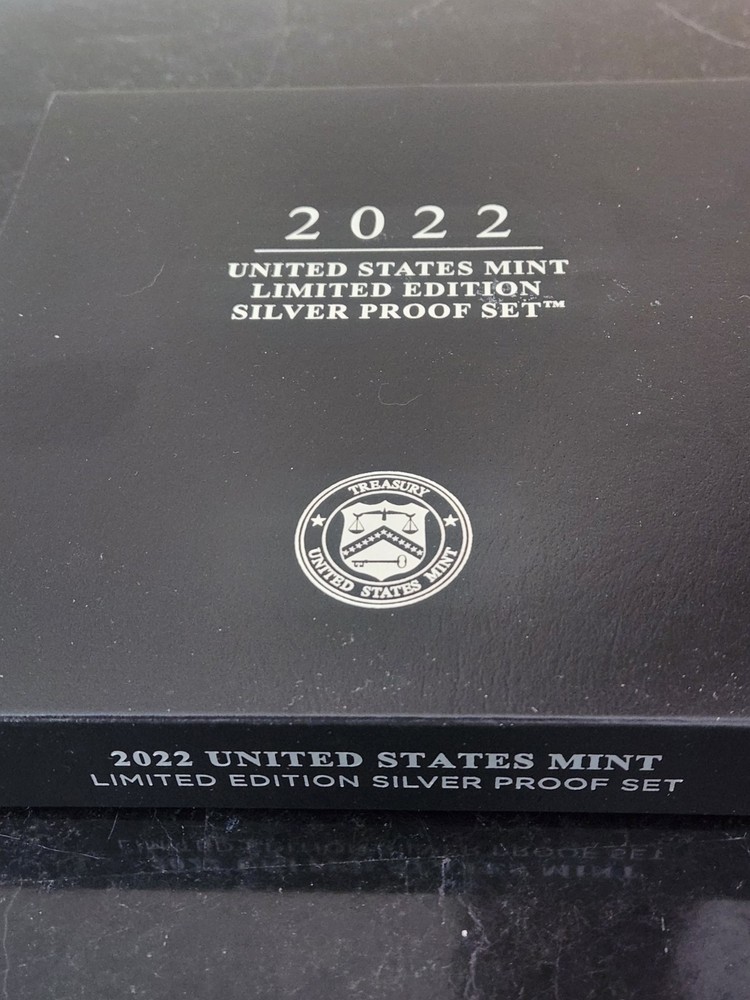 2022
UNITED STATES MINT
LIMITED EDITION
SILVER PROOF SET™
TREASURY
UNITED STATES MINT
2022 UNITED STATES MINT
LIMITED EDITION SILVER PROOF SET